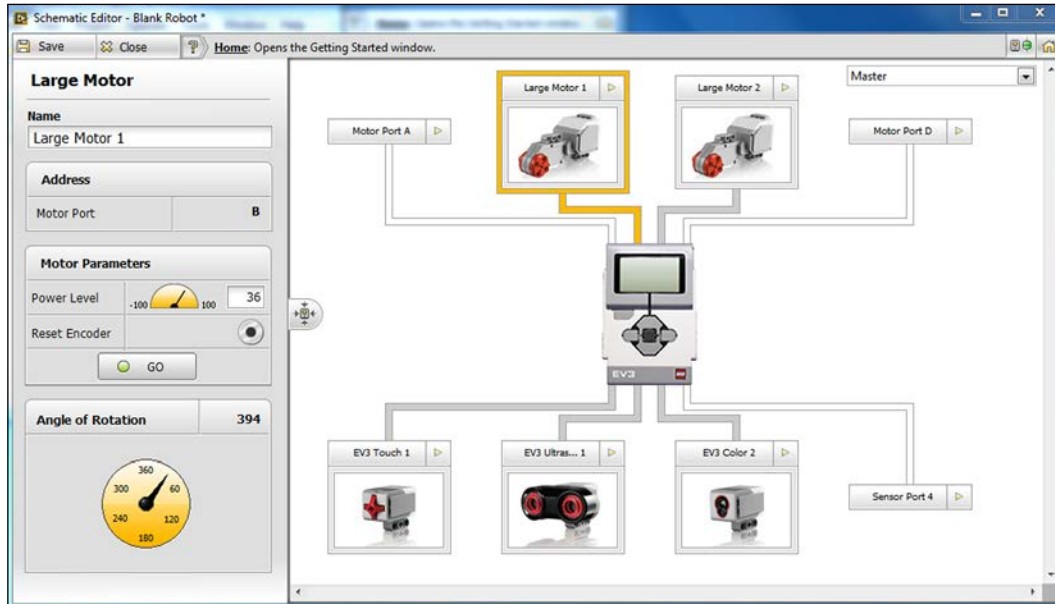 Schematic Editor - Blank Robot *
Save Close Home: Opens the Getting Started window.
Large Motor
Name
Large Motor 1
Address
Motor Port B
Motor Parameters
Power Level -100 100 36
Reset Encoder
GO
Angle of Rotation 394
360
300 60
240 120
180
Master
Large Motor 1 Large Motor 2
Motor Port A Motor Port D
EV3
EV3 Touch 1 EV3 Ultras... 1 EV3 Color 2
Sensor Port 4